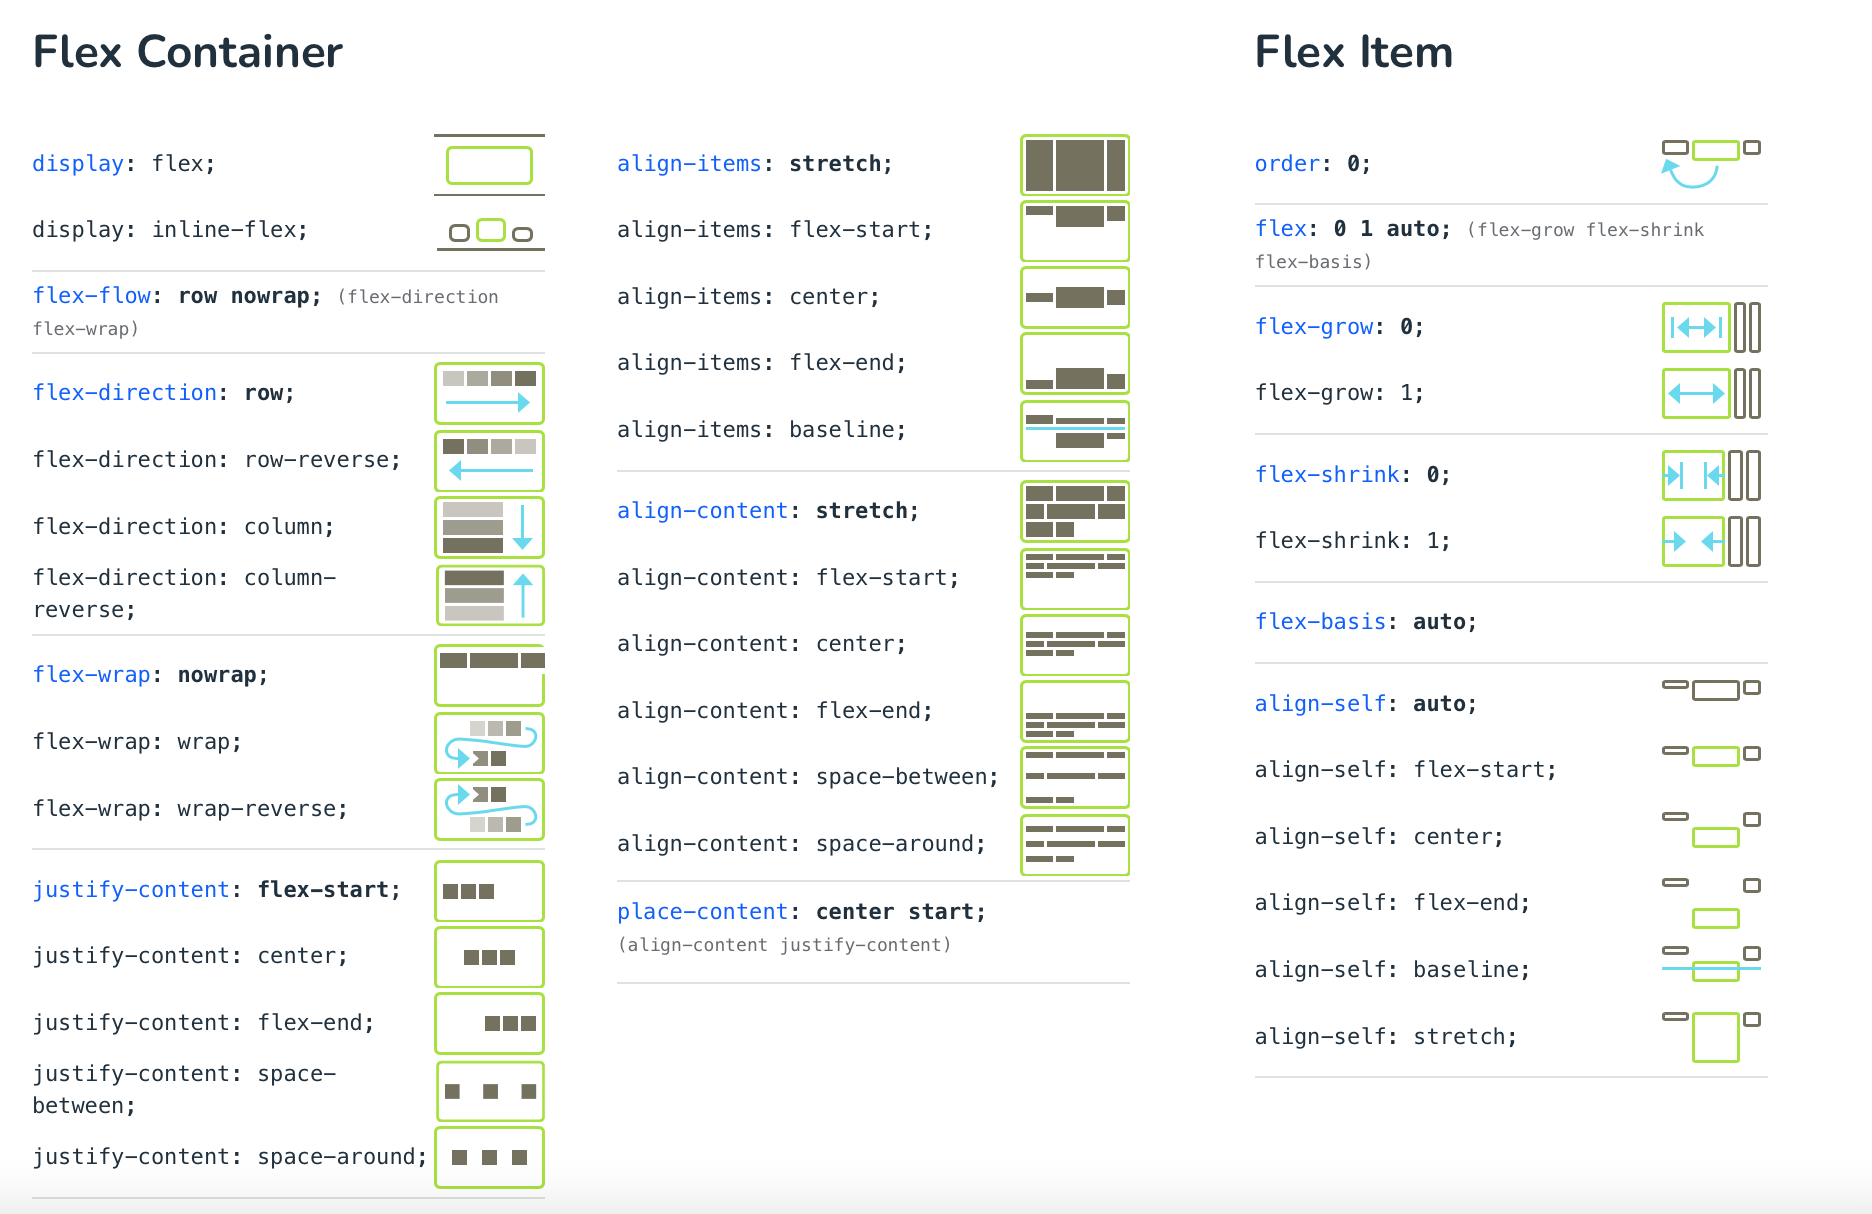 Flex Container
display: flex;
display: inline-flex;
flex-flow: row nowrap; (flex-direction
flex-wrap)
flex-direction: row;
flex-direction: row-reverse;
flex-direction: column;
flex-direction: column-
reverse;
flex-wrap: nowrap;
flex-wrap: wrap;
flex-wrap: wrap-reverse;
justify-content: flex-start;
justify-content: center;
justify-content: flex-end;
justify-content: space-
between;
justify-content: space-around;
align-items: stretch;
align-items: flex-start;
align-items: center;
align-items: flex-end;
align-items: baseline;
align-content: stretch;
align-content: flex-start;
align-content: center;
align-content: flex-end;
align-content: space-between;
align-content: space-around;
place-content: center start;
(align-content justify-content)
Flex Item
order: 0;
flex: 0 1 auto; (flex-grow flex-shrink
flex-basis)
flex-grow: 0;
flex-grow: 1;
flex-shrink: 0;
flex-shrink: 1;
flex-basis: auto;
align-self: auto;
align-self: flex-start;
align-self: center;
align-self: flex-end;
align-self: baseline;
align-self: stretch;